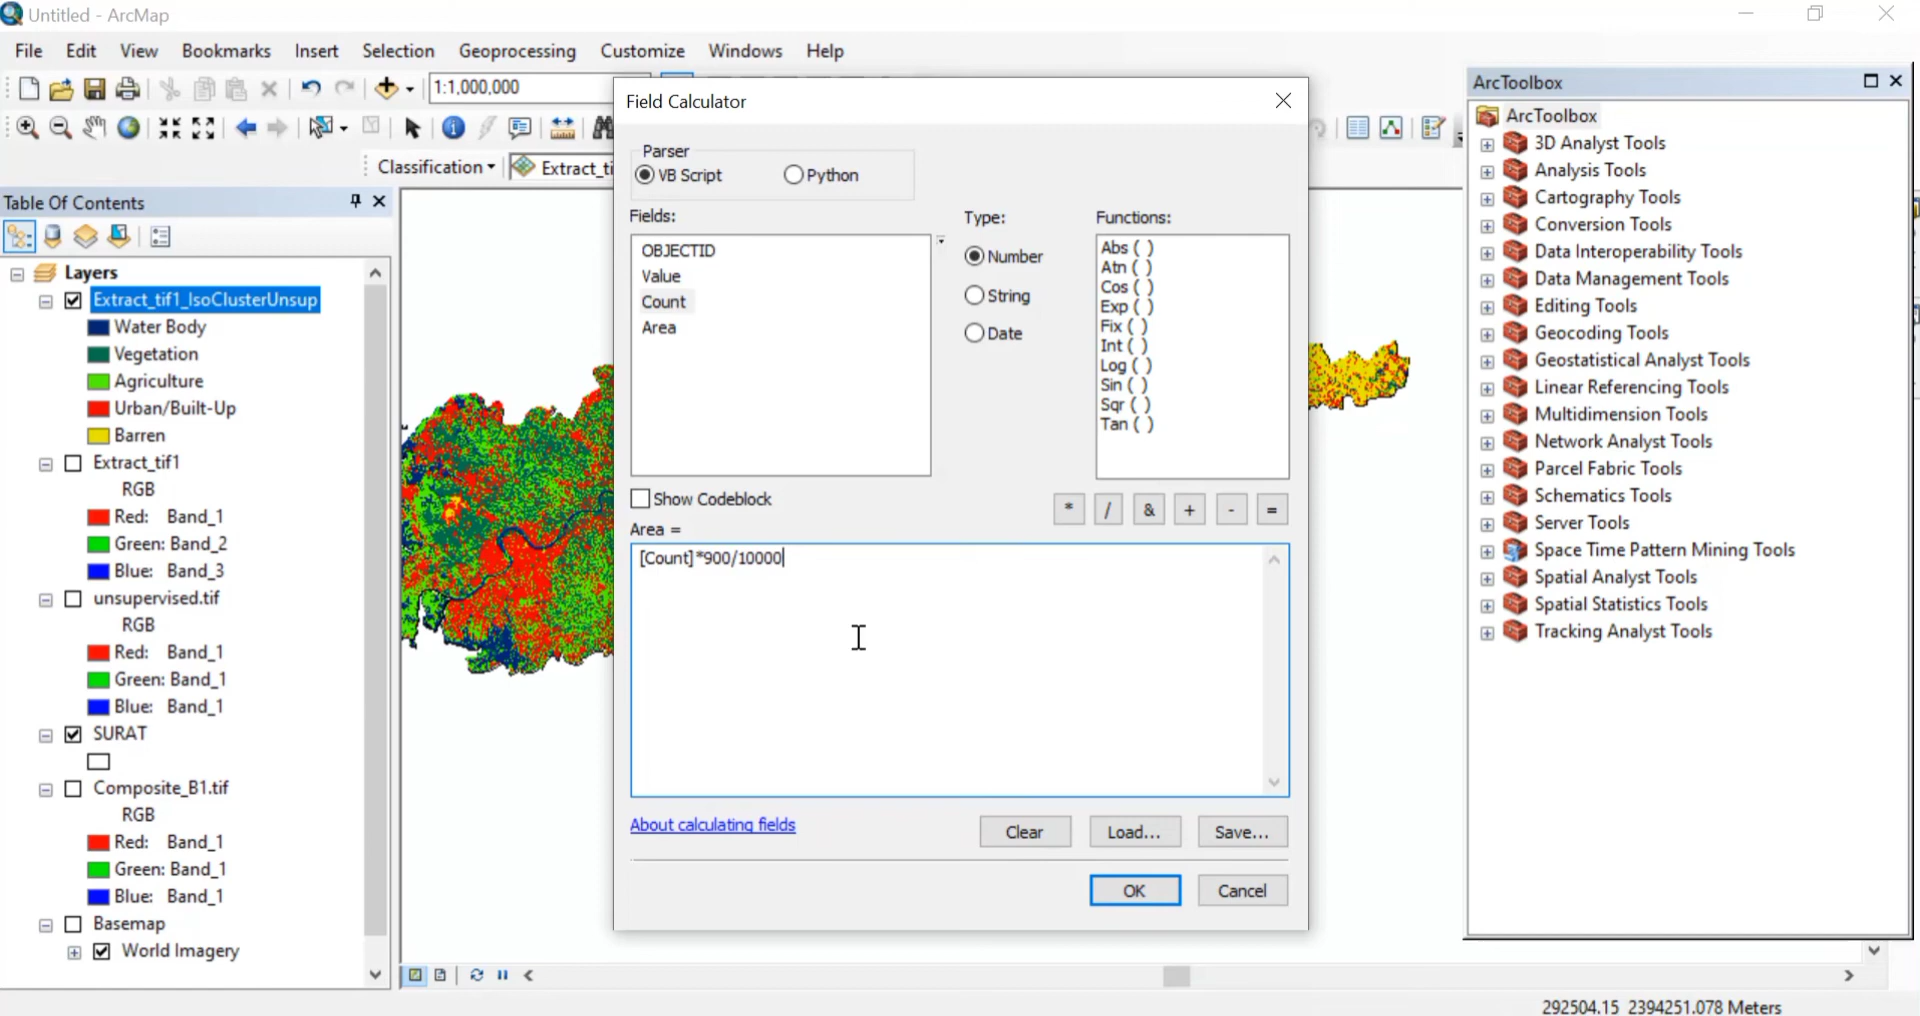 Untitled - ArcMap
File Edit View Bookmarks Insert Selection Geoprocessing Customize Windows Help
1:1,000,000
Classification
Extract_ti
Table Of Contents
Layers
Extract_tif1_IsoClusterUnsup
Water Body
Vegetation
Agriculture
Urban/Built-Up
Barren
Extract_tif1
RGB
Red: Band_1
Green: Band_2
Blue: Band_3
unsupervised.tif
RGB
Red: Band_1
Green: Band_1
Blue: Band_1
SURAT
Composite_B1.tif
RGB
Red: Band_1
Green: Band_1
Blue: Band_1
Basemap
World Imagery
Field Calculator
Parser
VB Script Python
Fields:
OBJECTID
Value
Count
Area
Type:
Number
String
Date
Functions:
Abs ( )
Atn ( )
Cos ( )
Exp ( )
Fix ( )
Int ( )
Log ( )
Sin ( )
Sqr ( )
Tan ( )
Show Codeblock
* / & + - =
Area =
[Count]*900/10000
About calculating fields
Clear Load... Save...
OK Cancel
ArcToolbox
ArcToolbox
3D Analyst Tools
Analysis Tools
Cartography Tools
Conversion Tools
Data Interoperability Tools
Data Management Tools
Editing Tools
Geocoding Tools
Geostatistical Analyst Tools
Linear Referencing Tools
Multidimension Tools
Network Analyst Tools
Parcel Fabric Tools
Schematics Tools
Server Tools
Space Time Pattern Mining Tools
Spatial Analyst Tools
Spatial Statistics Tools
Tracking Analyst Tools
292504.15 2394251.078 Meters